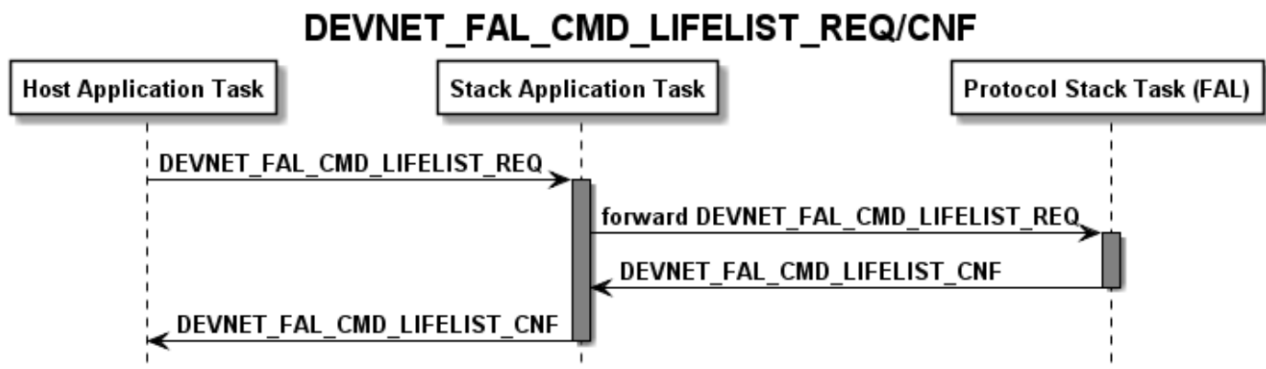 DEVNET_FAL_CMD_LIFELIST_REQ/CNF
Host Application Task
Stack Application Task
Protocol Stack Task (FAL)
DEVNET_FAL_CMD_LIFELIST_REQ
forward DEVNET_FAL_CMD_LIFELIST_REQ
DEVNET_FAL_CMD_LIFELIST_CNF
DEVNET_FAL_CMD_LIFELIST_CNF